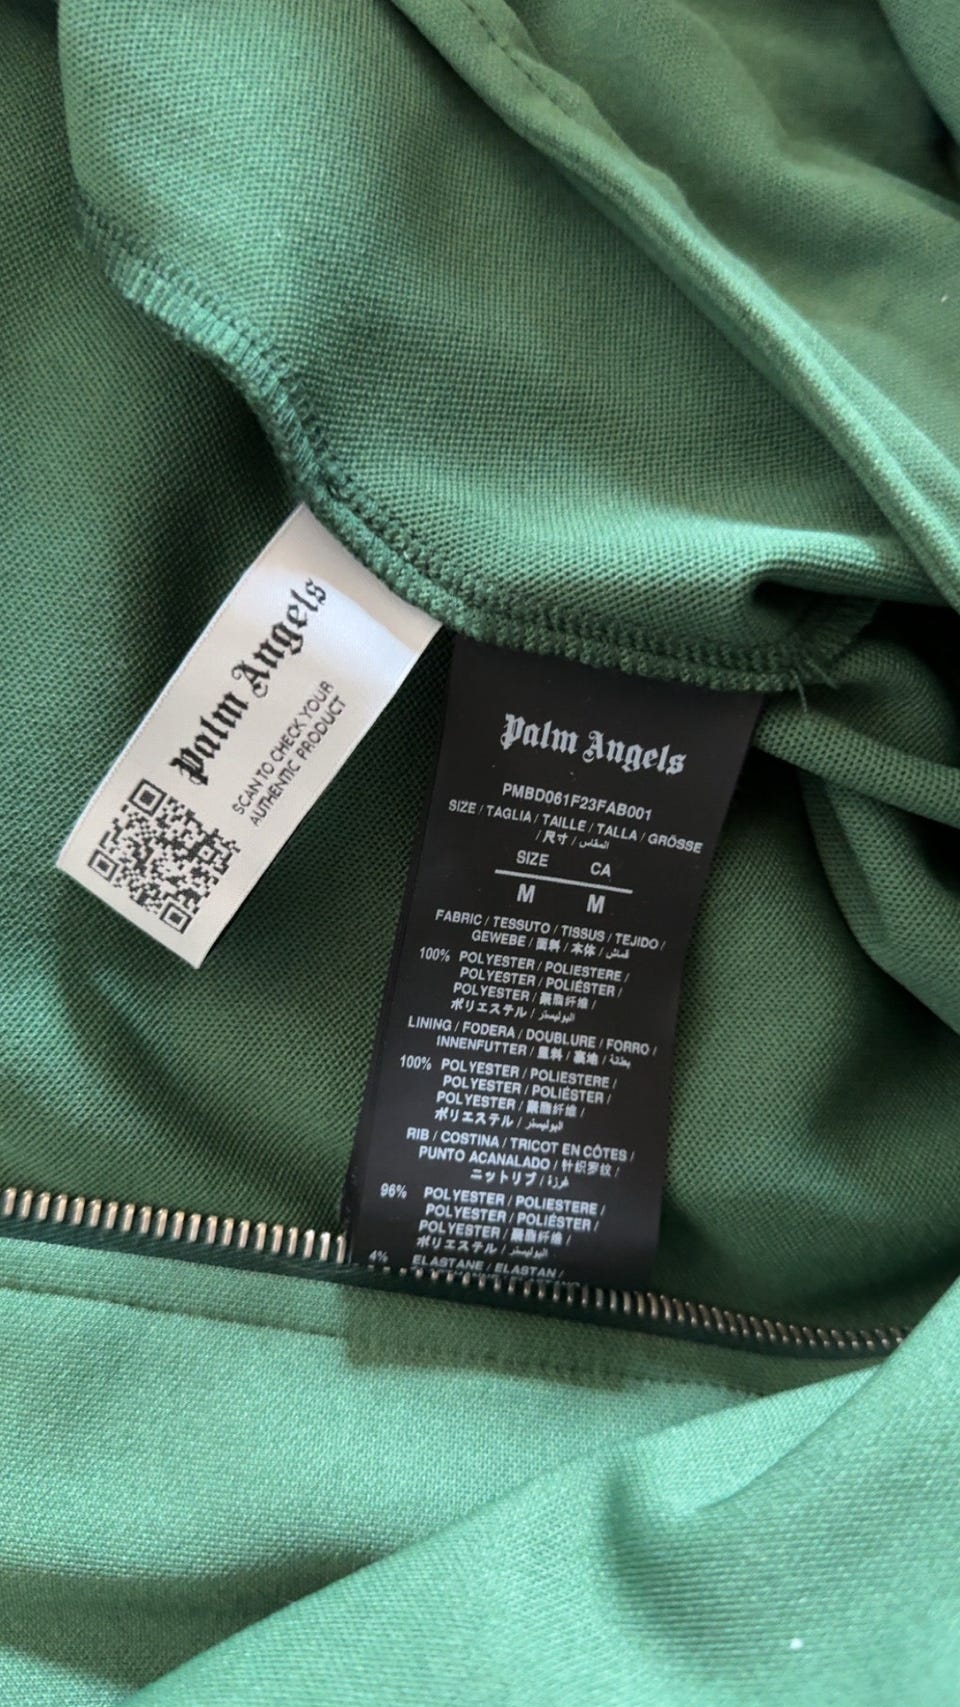 Palm Angels
SCAN TO CHECK YOUR
AUTHENTIC PRODUCT
Palm Angels
PMBD061F23FAB001
SIZE / TAGLIA / TAILLE / TALLA / GRÖSSE
/ 尺寸 / المقاس
SIZE CA
M M
FABRIC / TESSUTO / TISSUS / TEJIDO /
GEWEBE / 面料 / 本体 / قماش
100% POLYESTER / POLIESTERE /
POLYESTER / POLIÉSTER /
POLYESTER / 聚脂纤维 /
ポリエステル / البوليستر
LINING / FODERA / DOUBLURE / FORRO /
INNENFUTTER / 里料 / 裏地 / بطانة
100% POLYESTER / POLIESTERE /
POLYESTER / POLIÉSTER /
POLYESTER / 聚脂纤维 /
ポリエステル / البوليستر
RIB / COSTINA / TRICOT EN CÔTES /
PUNTO ACANALADO / 针织罗纹 /
ニットリブ / غرزة
96% POLYESTER / POLIESTERE /
POLYESTER / POLIÉSTER /
POLYESTER / 聚脂纤维 /
ポリエステル / البوليستر
4% ELASTANE / ELASTAN /